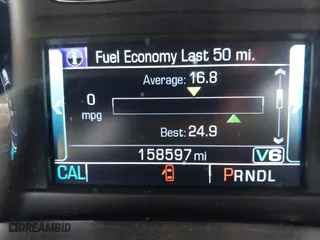 Fuel Economy Last 50 mi.
Average: 16.8
0
mpg
Best: 24.9
158597 mi V6
CAL PRNDL
© DREAMBID